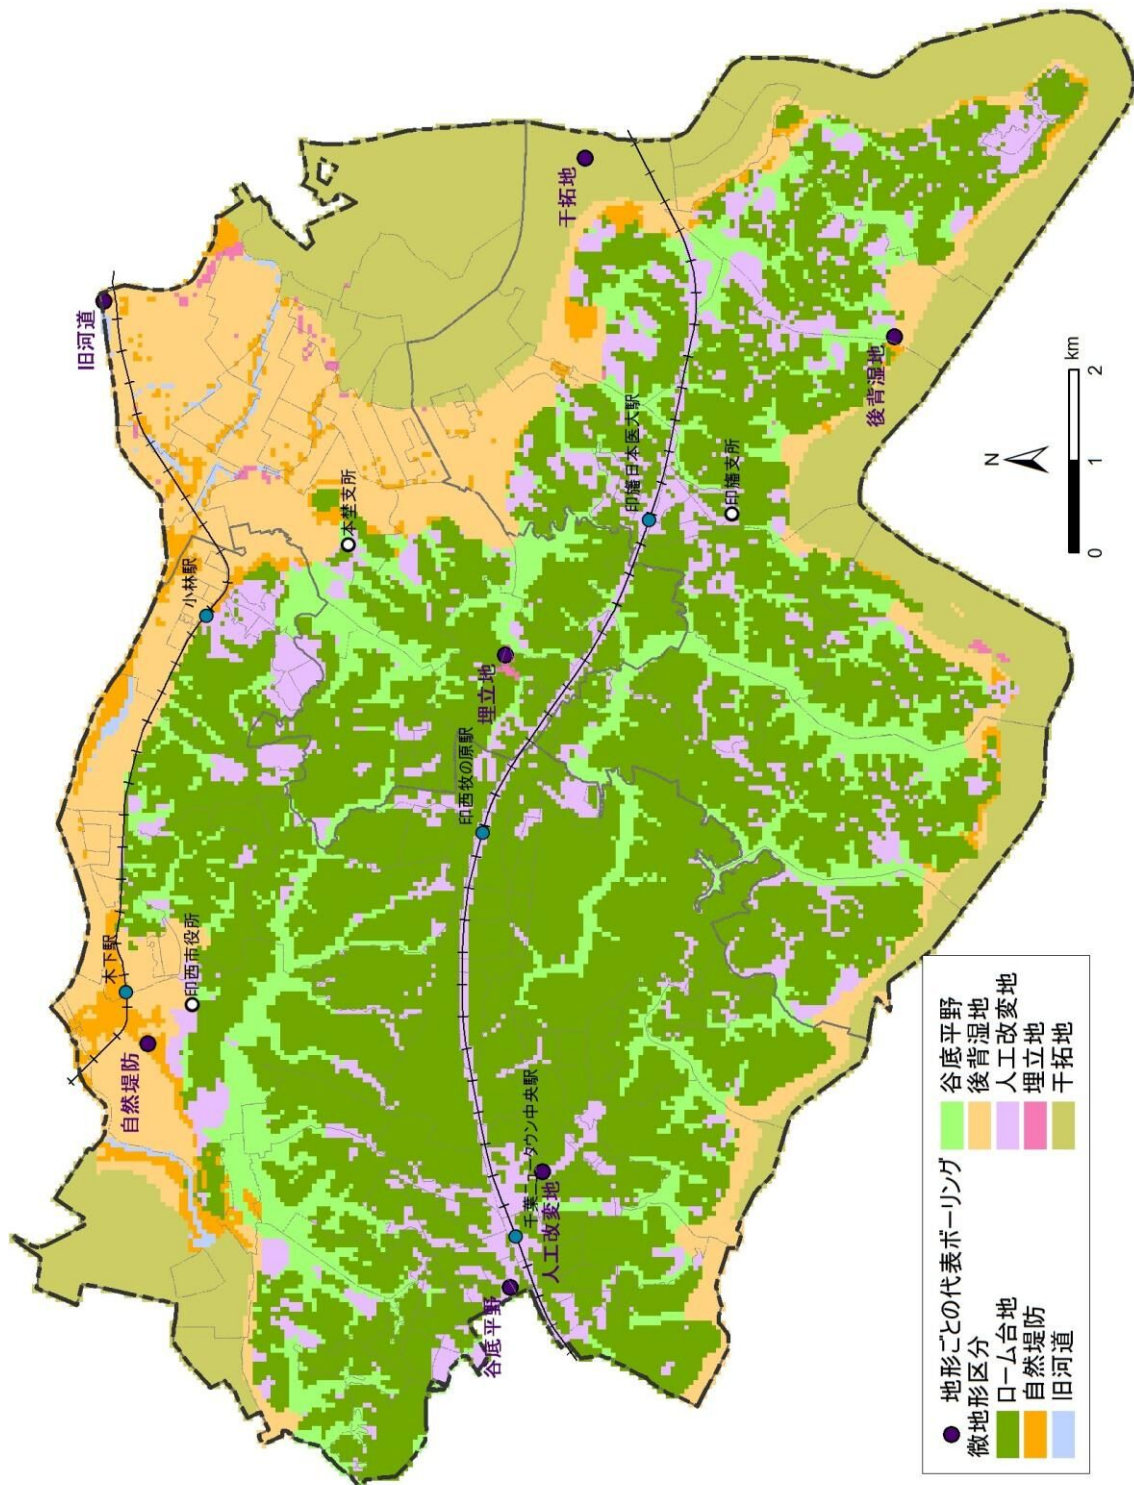 旧河道
干拓地
小林駅
本埜支所
木下駅
印西市役所
自然堤防
埋立地
印西牧の原駅
印旛日本医大駅
印旛支所
後背湿地
千葉ニュータウン中央駅
人工改変地
谷底平野
N
0 1 2 km
地形ごとの代表ボーリング
微地形区分
ローム台地
自然堤防
旧河道
谷底平野
後背湿地
人工改変地
埋立地
干拓地